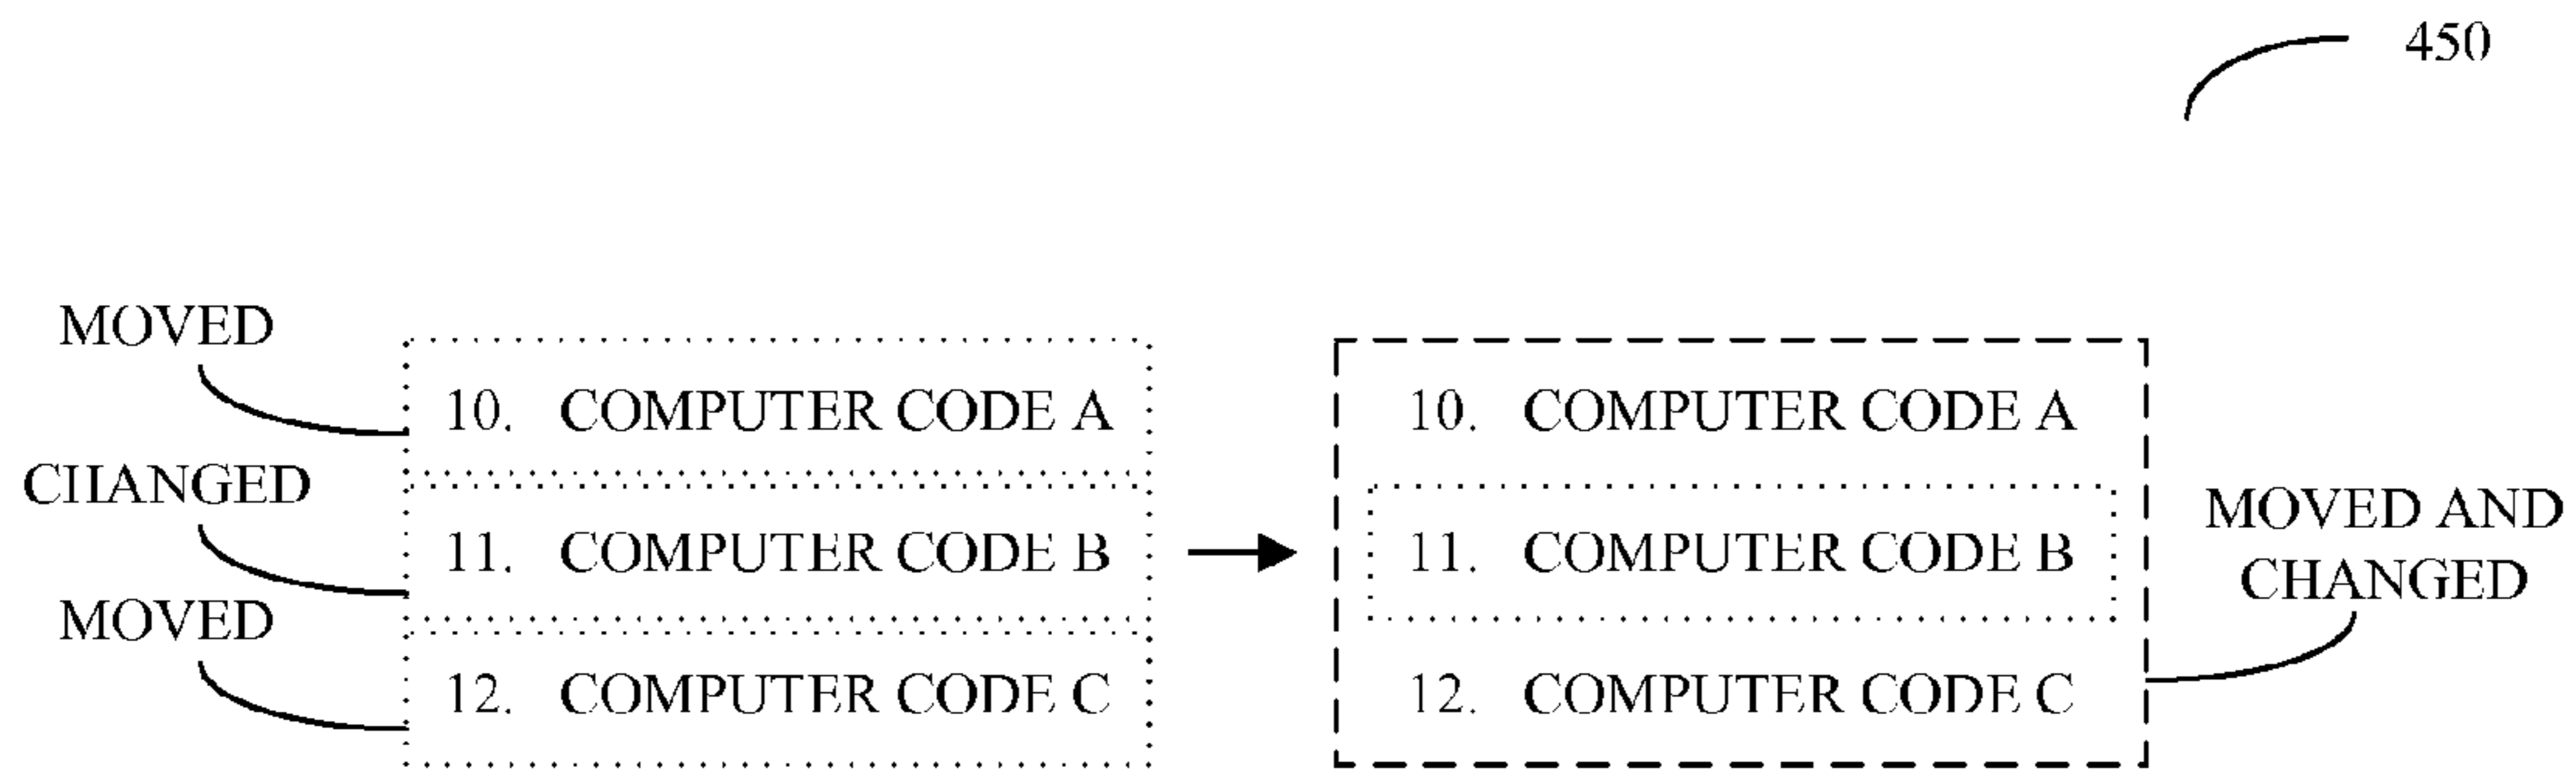 450
MOVED
10. COMPUTER CODE A
10. COMPUTER CODE A
CHANGED
11. COMPUTER CODE B
11. COMPUTER CODE B
MOVED AND
CHANGED
MOVED
12. COMPUTER CODE C
12. COMPUTER CODE C